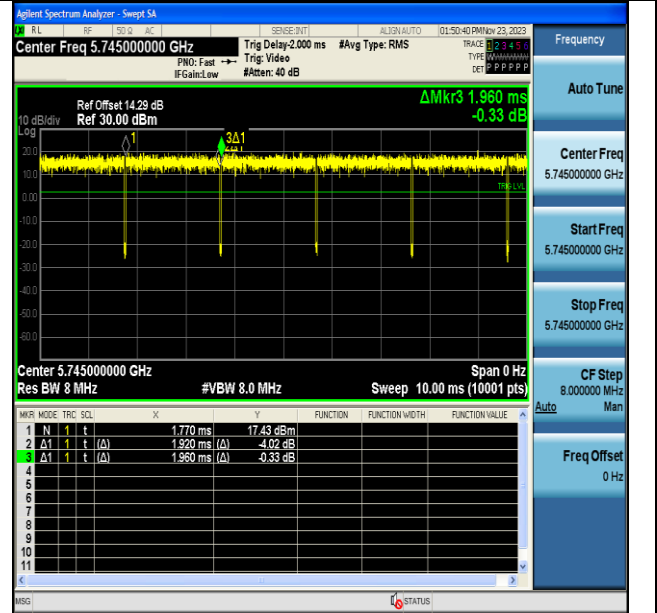 Agilent Spectrum Analyzer - Swept SA
RL RF 50 Ω AC SENSE:INT ALIGN AUTO 01:50:40 PM Nov 23, 2023
Center Freq 5.745000000 GHz
PNO: Fast
IFGain:Low
Trig Delay-2.000 ms
Trig: Video
#Atten: 40 dB
#Avg Type: RMS
TRACE 1 2 3 4 5 6
TYPE
DET P P P P P P
Ref Offset 14.29 dB
Ref 30.00 dBm
10 dB/div
Log
ΔMkr3 1.960 ms
-0.33 dB
1
3Δ1
20.0
10.0
TRIG LVL
0.00
-10.0
-20.0
-30.0
-40.0
-50.0
-60.0
Center 5.745000000 GHz Span 0 Hz
Res BW 8 MHz #VBW 8.0 MHz Sweep 10.00 ms (10001 pts)
MKR MODE TRC SCL X Y FUNCTION FUNCTION WIDTH FUNCTION VALUE
1 N 1 t 1.770 ms 17.43 dBm
2 Δ1 1 t (Δ) 1.920 ms (Δ) -4.02 dB
3 Δ1 1 t (Δ) 1.960 ms (Δ) -0.33 dB
4
5
6
7
8
9
10
11
MSG STATUS
Frequency
Auto Tune
Center Freq
5.745000000 GHz
Start Freq
5.745000000 GHz
Stop Freq
5.745000000 GHz
CF Step
8.000000 MHz
Auto Man
Freq Offset
0 Hz